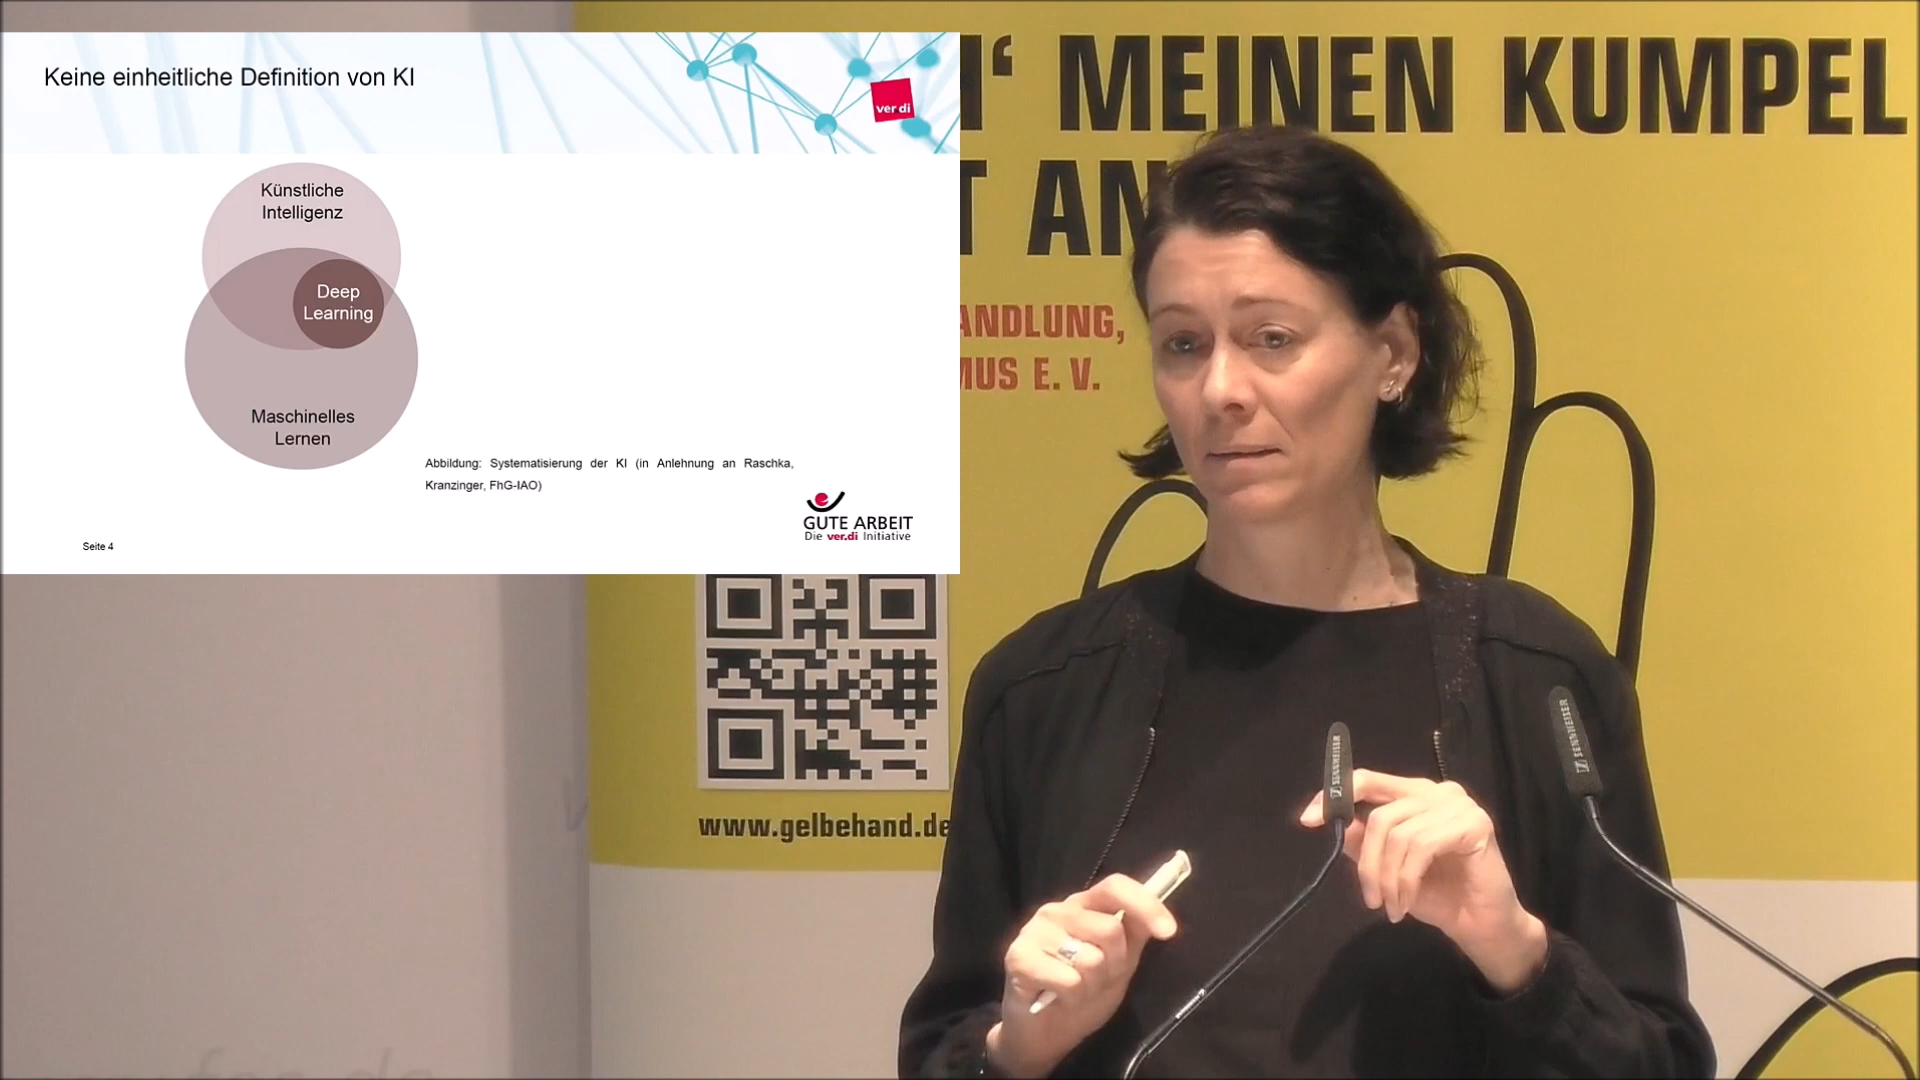 Keine einheitliche Definition von KI
ver di
Künstliche
Intelligenz
Deep
Learning
Maschinelles
Lernen
Abbildung: Systematisierung der KI (in Anlehnung an Raschka,
Kranzinger, FhG-IAO)
GUTE ARBEIT
Die ver.di Initiative
Seite 4
‘ MEINEN KUMPEL
T AN
ANDLUNG,
MUS E. V.
www.gelbehand.de
SENNHEISER
SENNHEISER